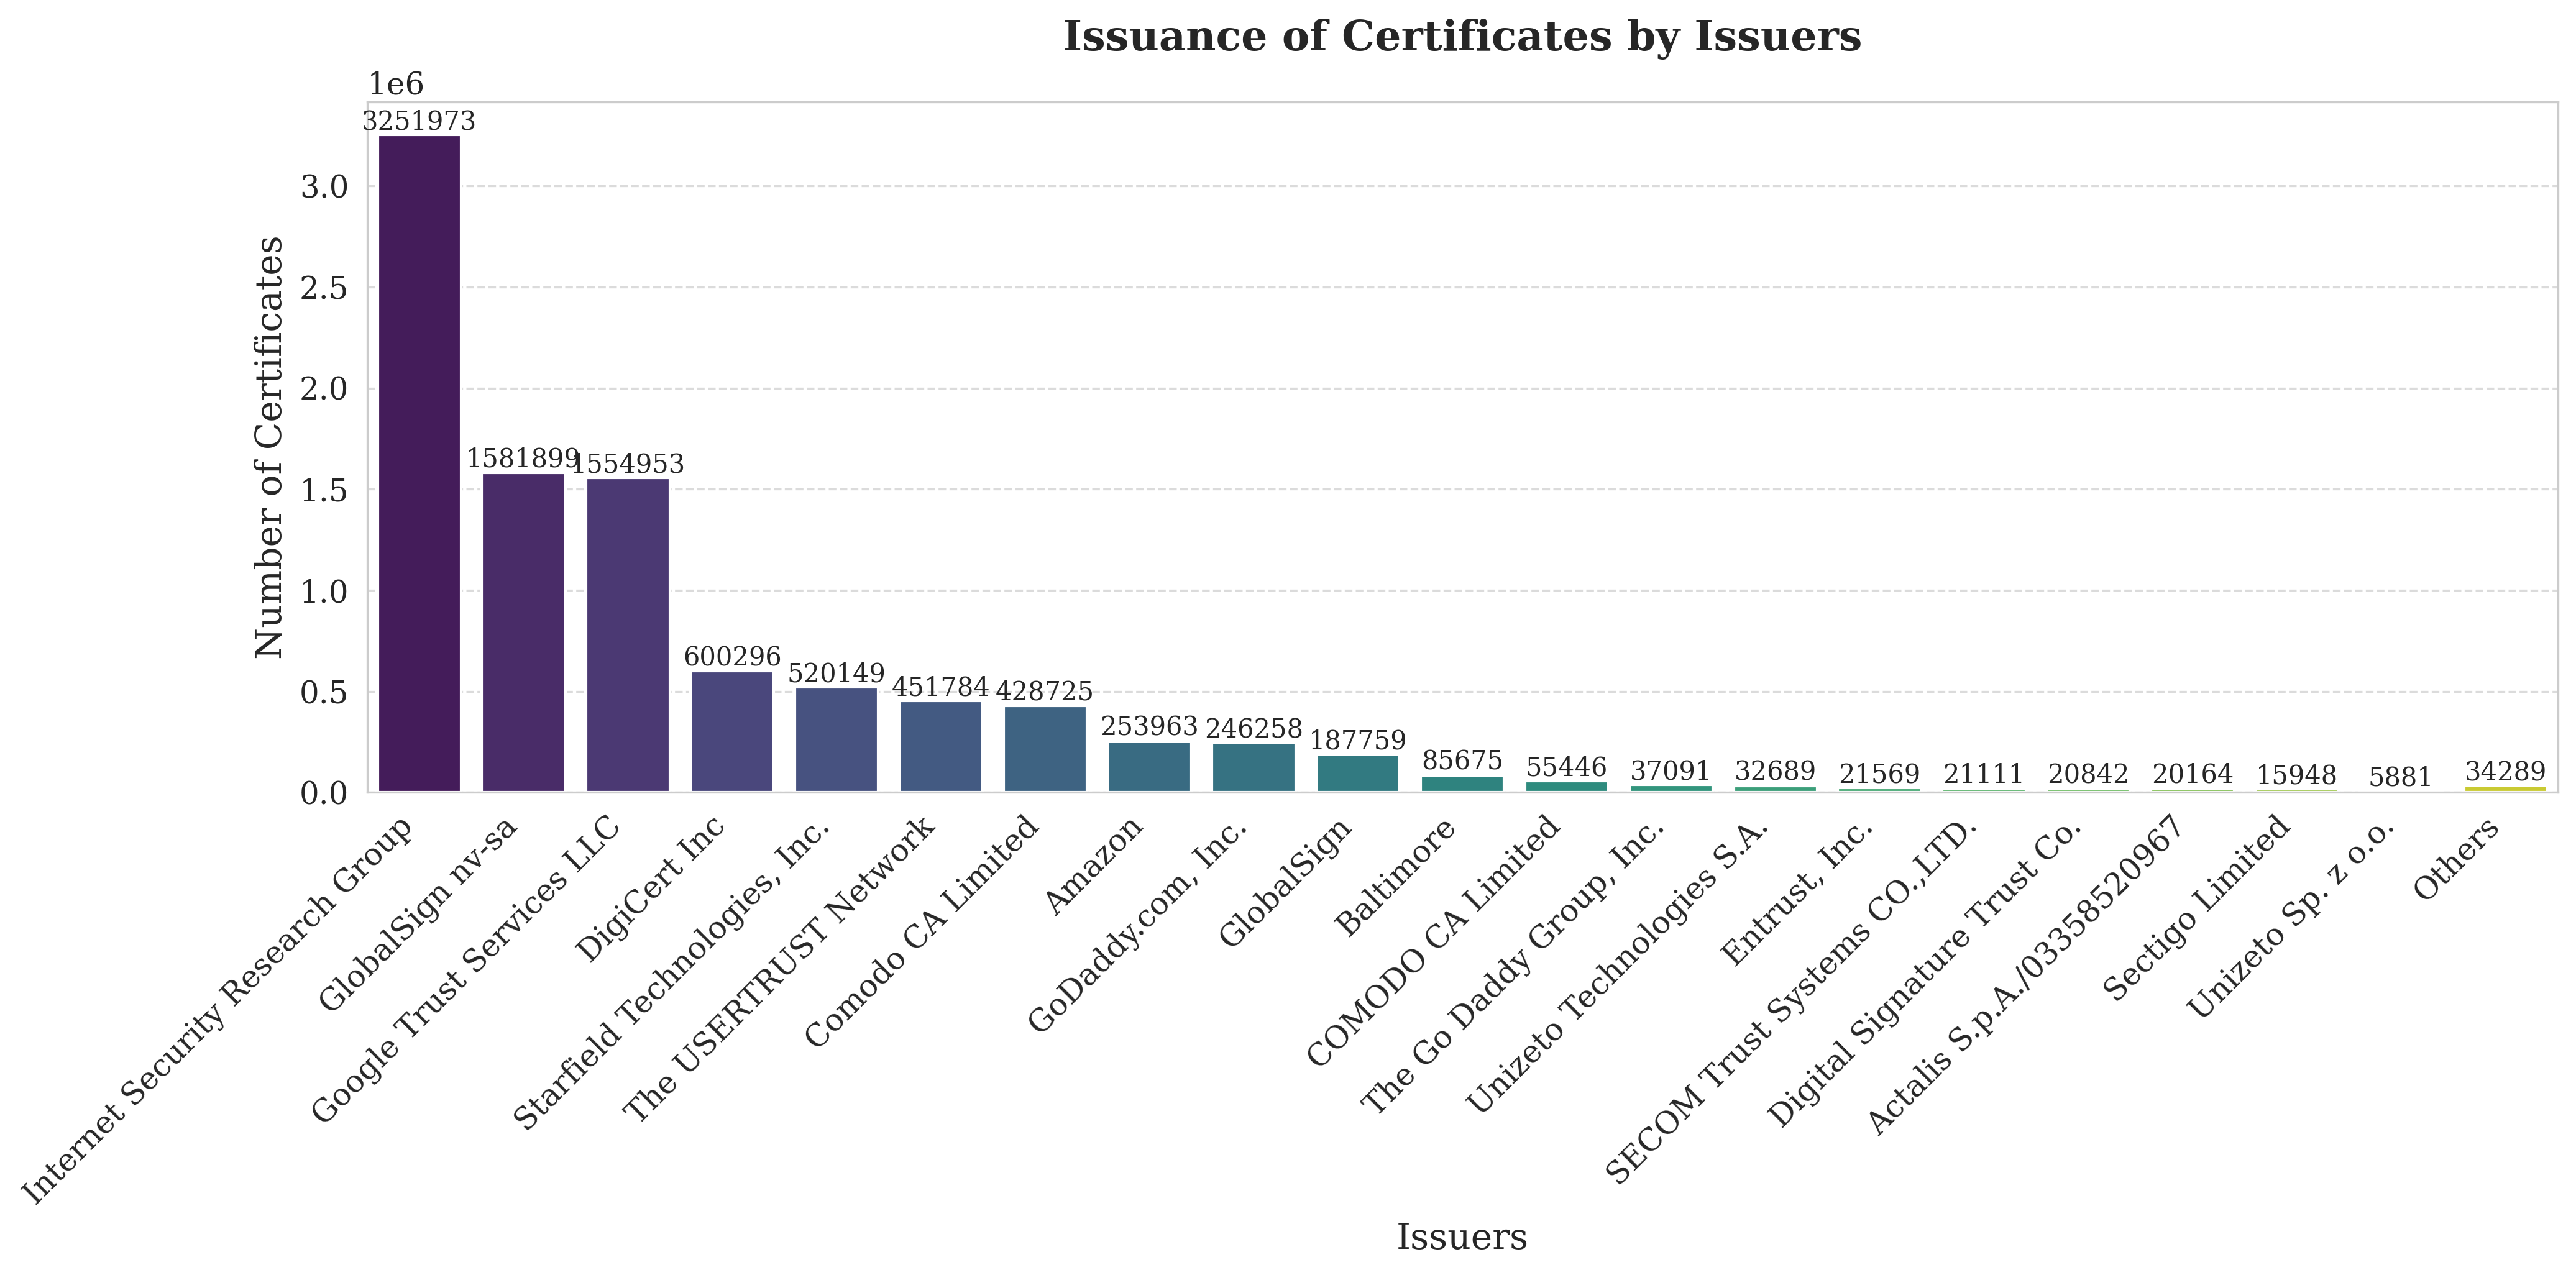 Issuance of Certificates by Issuers
1e6
Number of Certificates
3.0
2.5
2.0
1.5
1.0
0.5
0.0
3251973
1581899
1554953
600296
520149
451784
428725
253963
246258
187759
85675
55446
37091
32689
21569
21111
20842
20164
15948
5881
34289
Internet Security Research Group
GlobalSign nv-sa
Google Trust Services LLC
DigiCert Inc
Starfield Technologies, Inc.
The USERTRUST Network
Comodo CA Limited
Amazon
GoDaddy.com, Inc.
GlobalSign
Baltimore
COMODO CA Limited
The Go Daddy Group, Inc.
Unizeto Technologies S.A.
Entrust, Inc.
SECOM Trust Systems CO.,LTD.
Digital Signature Trust Co.
Actalis S.p.A./03358520967
Sectigo Limited
Unizeto Sp. z o.o.
Others
Issuers